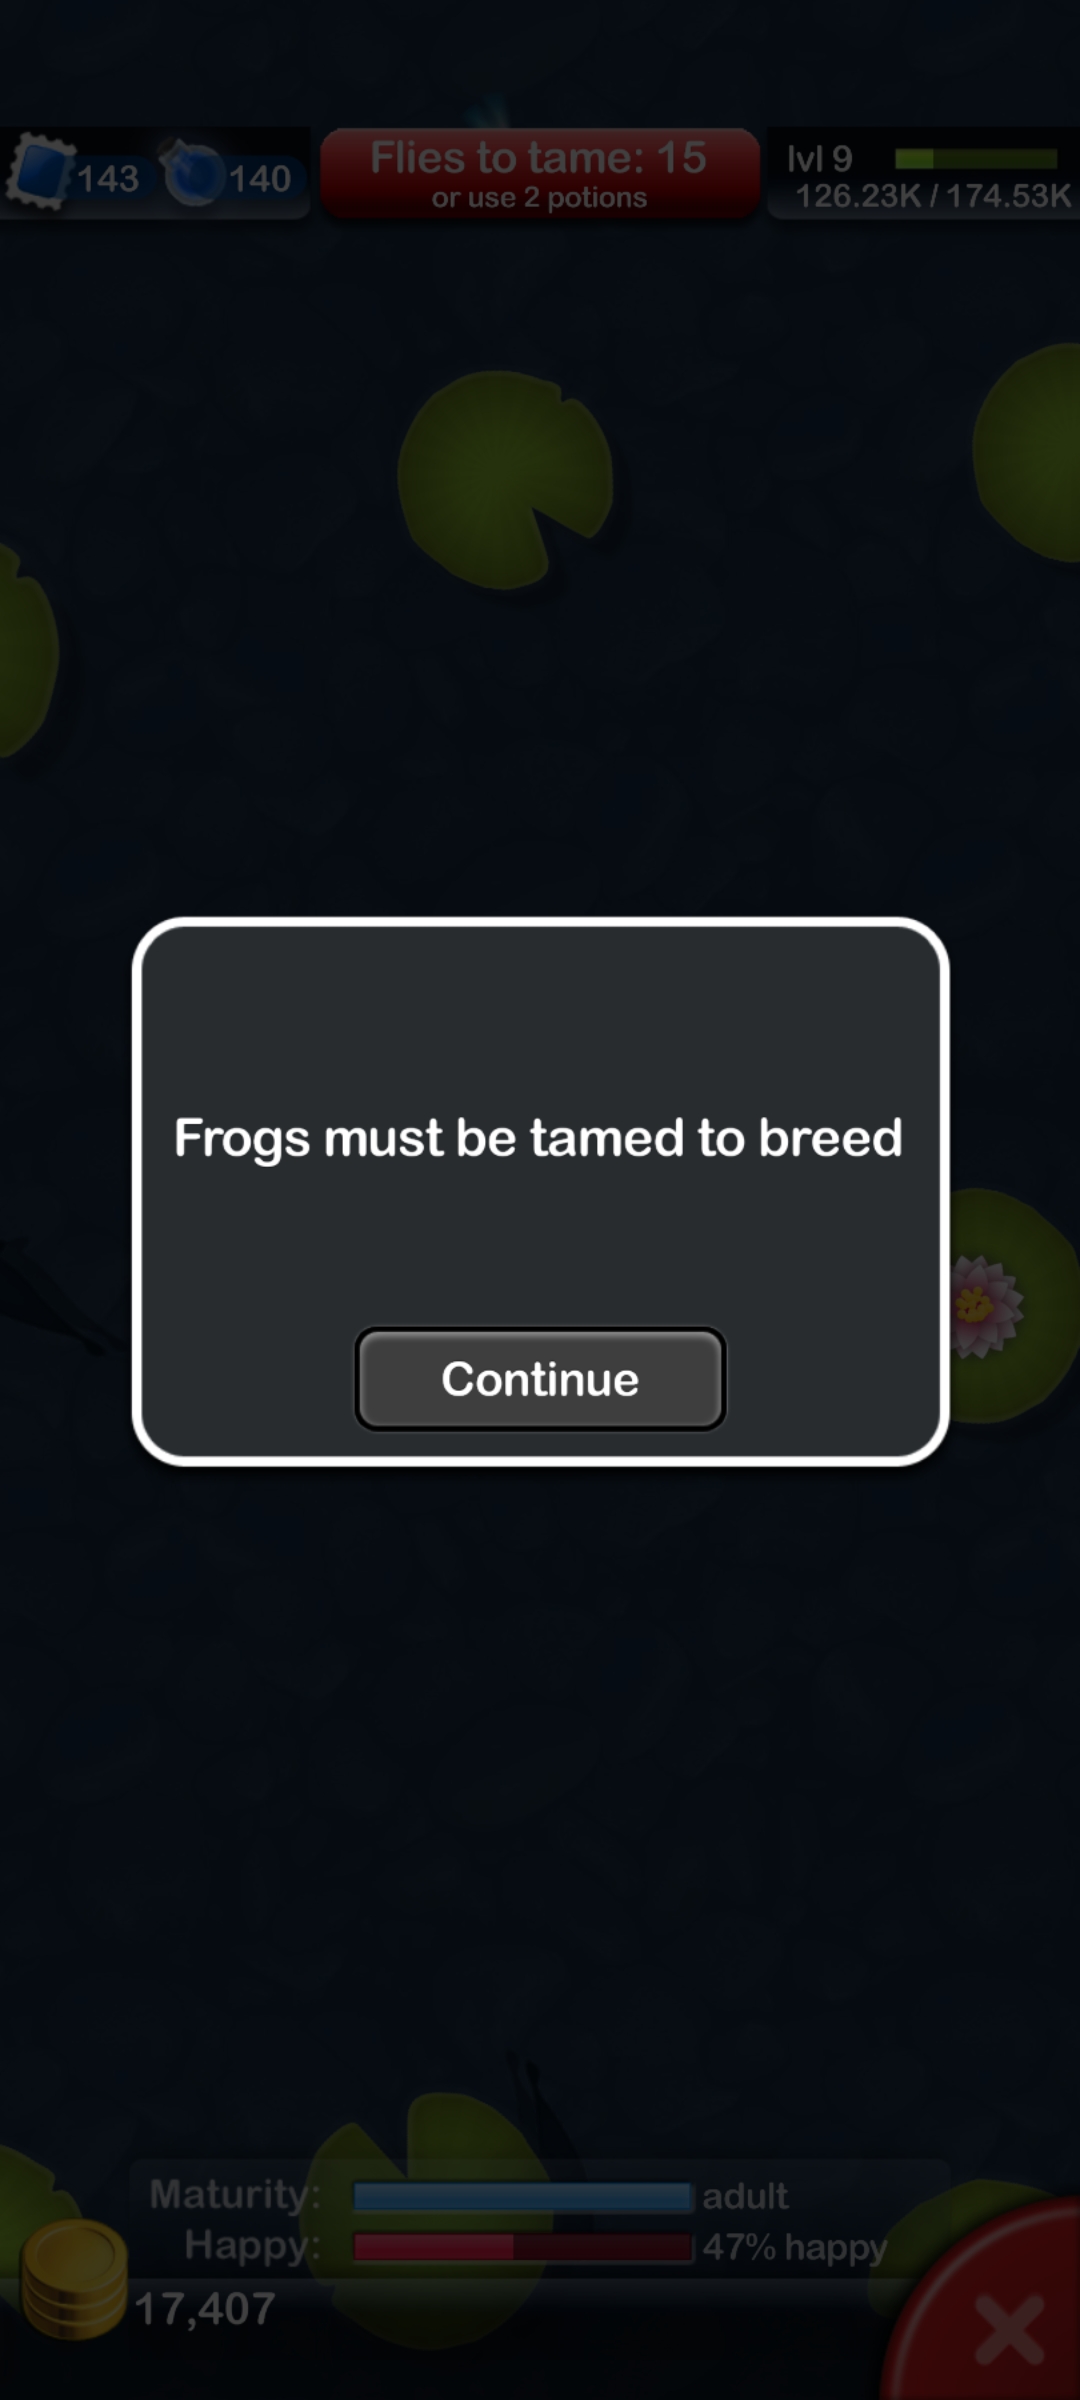 143
140
Flies to tame: 15
or use 2 potions
lvl 9
126.23K / 174.53K
Frogs must be tamed to breed
Continue
Maturity: adult
Happy: 47% happy
17,407